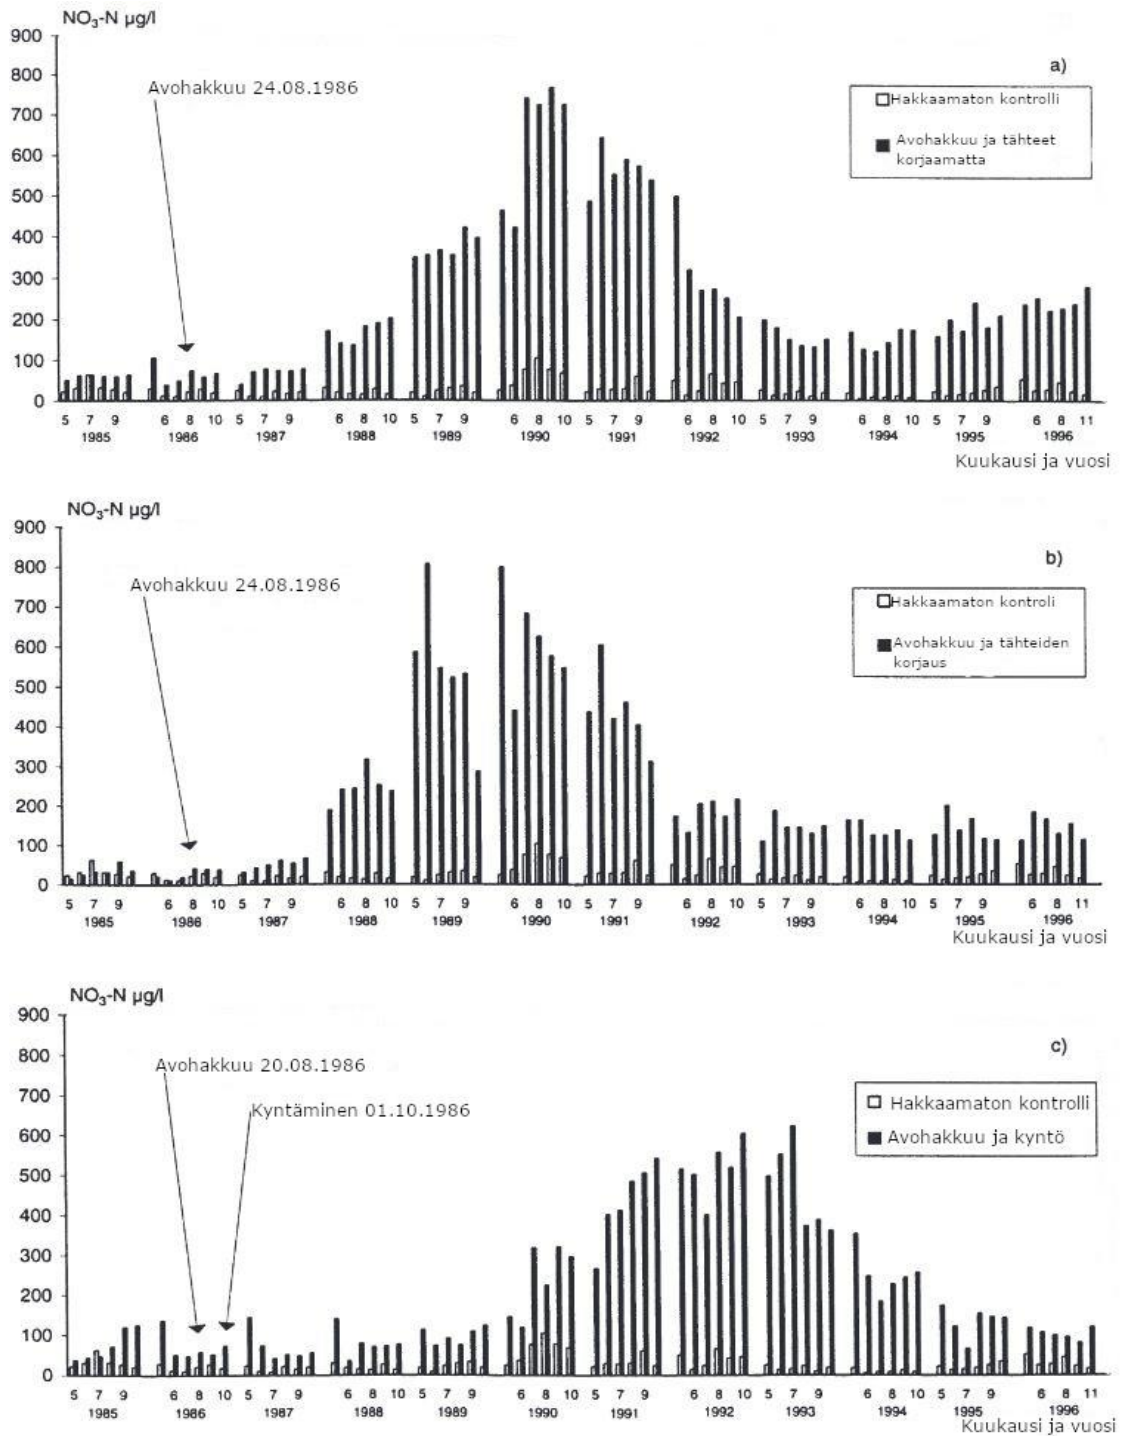 NO₃-N µg/l
900
800
700
600
500
400
300
200
100
0
a)
Avohakkuu 24.08.1986
Hakkaamaton kontrolli
Avohakkuu ja tähteet
korjaamatta
5 7 9 6 8 10 5 7 9 6 8 10 5 7 9 6 8 10 5 7 9 6 8 10 5 7 9 6 8 10 5 7 9 6 8 11
1985 1986 1987 1988 1989 1990 1991 1992 1993 1994 1995 1996
Kuukausi ja vuosi
NO₃-N µg/l
900
800
700
600
500
400
300
200
100
0
b)
Avohakkuu 24.08.1986
Hakkaamaton kontroli
Avohakkuu ja tähteiden
korjaus
5 7 9 6 8 10 5 7 9 6 8 10 5 7 9 6 8 10 5 7 9 6 8 10 5 7 9 6 8 10 5 7 9 6 8 11
1985 1986 1987 1988 1989 1990 1991 1992 1993 1994 1995 1996
Kuukausi ja vuosi
NO₃-N µg/l
900
800
700
600
500
400
300
200
100
0
c)
Avohakkuu 20.08.1986
Kyntäminen 01.10.1986
Hakkaamaton kontrolli
Avohakkuu ja kyntö
5 7 9 6 8 10 5 7 9 6 8 10 5 7 9 6 8 10 5 7 9 6 8 10 5 7 9 6 8 10 5 7 9 6 8 11
1985 1986 1987 1988 1989 1990 1991 1992 1993 1994 1995 1996
Kuukausi ja vuosi